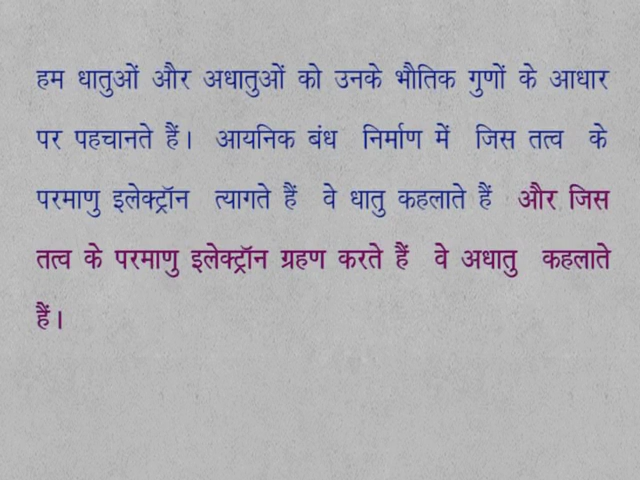 हम धातुओं और अधातुओं को उनके भौतिक गुणों के आधार
पर पहचानते हैं। आयनिक बंध निर्माण में जिस तत्व के
परमाणु इलेक्ट्रॉन त्यागते हैं वे धातु कहलाते हैं और जिस
तत्व के परमाणु इलेक्ट्रॉन ग्रहण करते हैं वे अधातु कहलाते
हैं।